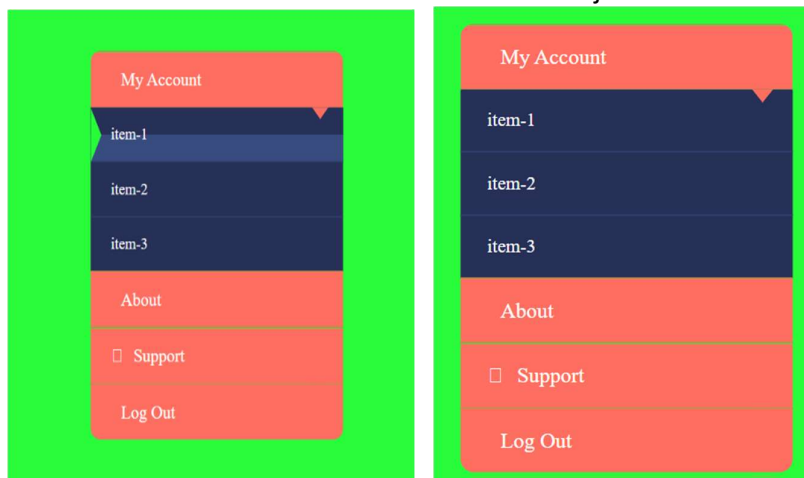 My Account
item-1
item-2
item-3
About
Support
Log Out
My Account
item-1
item-2
item-3
About
Support
Log Out